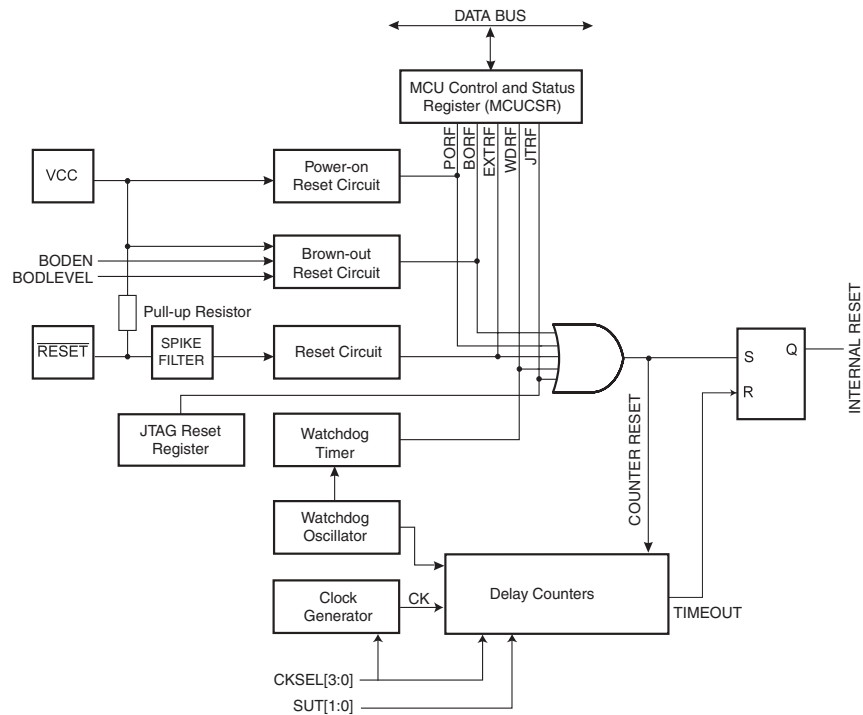 DATA BUS
MCU Control and Status
Register (MCUCSR)
PORF
BORF
EXTRF
WDRF
JTRF
VCC
Power-on
Reset Circuit
BODEN
BODLEVEL
Brown-out
Reset Circuit
Pull-up Resistor
RESET
SPIKE
FILTER
Reset Circuit
S
Q
R
INTERNAL RESET
JTAG Reset
Register
Watchdog
Timer
COUNTER RESET
Watchdog
Oscillator
Clock
Generator
CK
Delay Counters
TIMEOUT
CKSEL[3:0]
SUT[1:0]